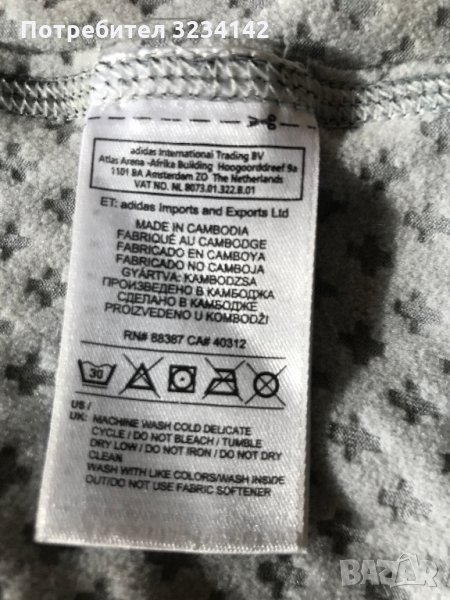 Потребител 3234142
adidas International Trading BV
Atlas Arena -Afrika Building Hoogoorddreef 9a
1101 BA Amsterdam ZO The Netherlands
VAT NO. NL 8073.01.322.B.01
ET: adidas Imports and Exports Ltd
MADE IN CAMBODIA
FABRIQUÉ AU CAMBODGE
FABRICADO EN CAMBOYA
FABRICADO NO CAMBOJA
GYÁRTVA: KAMBODZSA
ПРОИЗВЕДЕНО В КАМБОДЖА
СДЕЛАНО В КАМБОДЖЕ
PROIZVEDENO U KOMBODŽI
RN# 88387 CA# 40312
30
US /
UK: MACHINE WASH COLD DELICATE
CYCLE / DO NOT BLEACH / TUMBLE
DRY LOW / DO NOT IRON / DO NOT DRY
CLEAN
WASH WITH LIKE COLORS/WASH INSIDE
OUT/DO NOT USE FABRIC SOFTENER
BAZAR